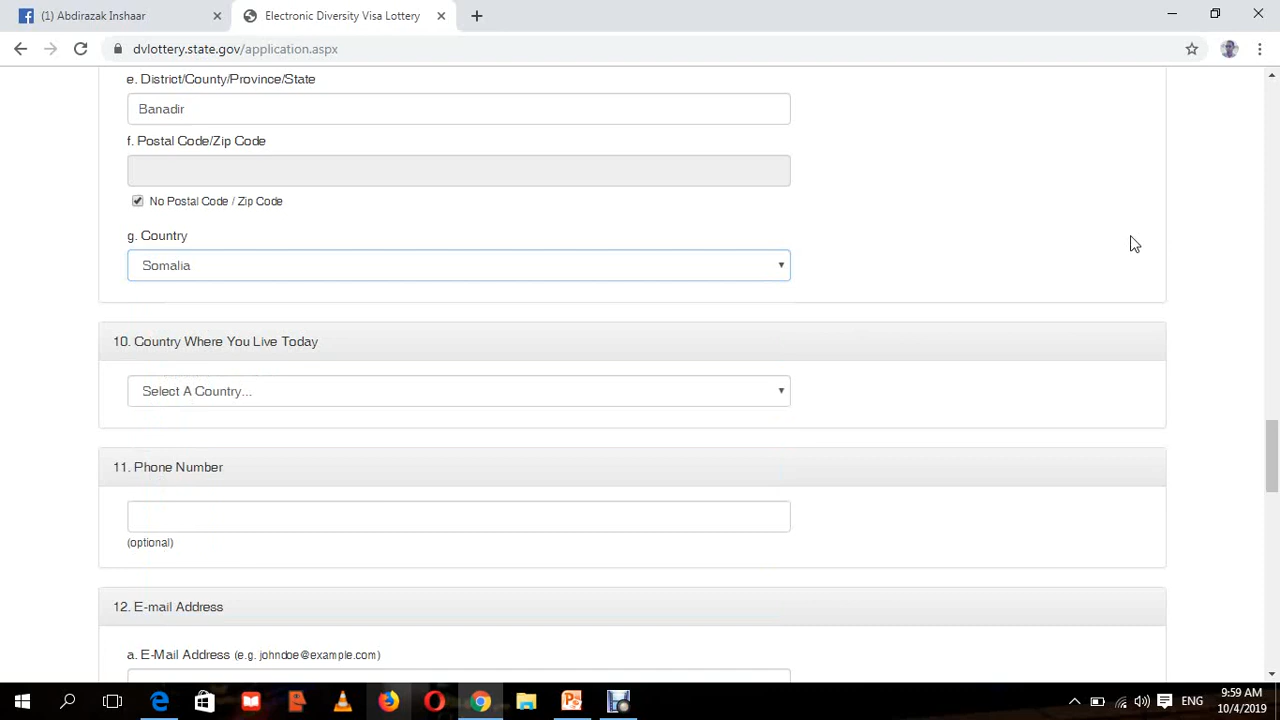 (1) Abdirazak Inshaar
Electronic Diversity Visa Lottery
dvlottery.state.gov/application.aspx
e. District/County/Province/State
Banadir
f. Postal Code/Zip Code
No Postal Code / Zip Code
g. Country
Somalia
10. Country Where You Live Today
Select A Country...
11. Phone Number
(optional)
12. E-mail Address
a. E-Mail Address (e.g. johndoe@example.com)
ENG
9:59 AM
10/4/2019